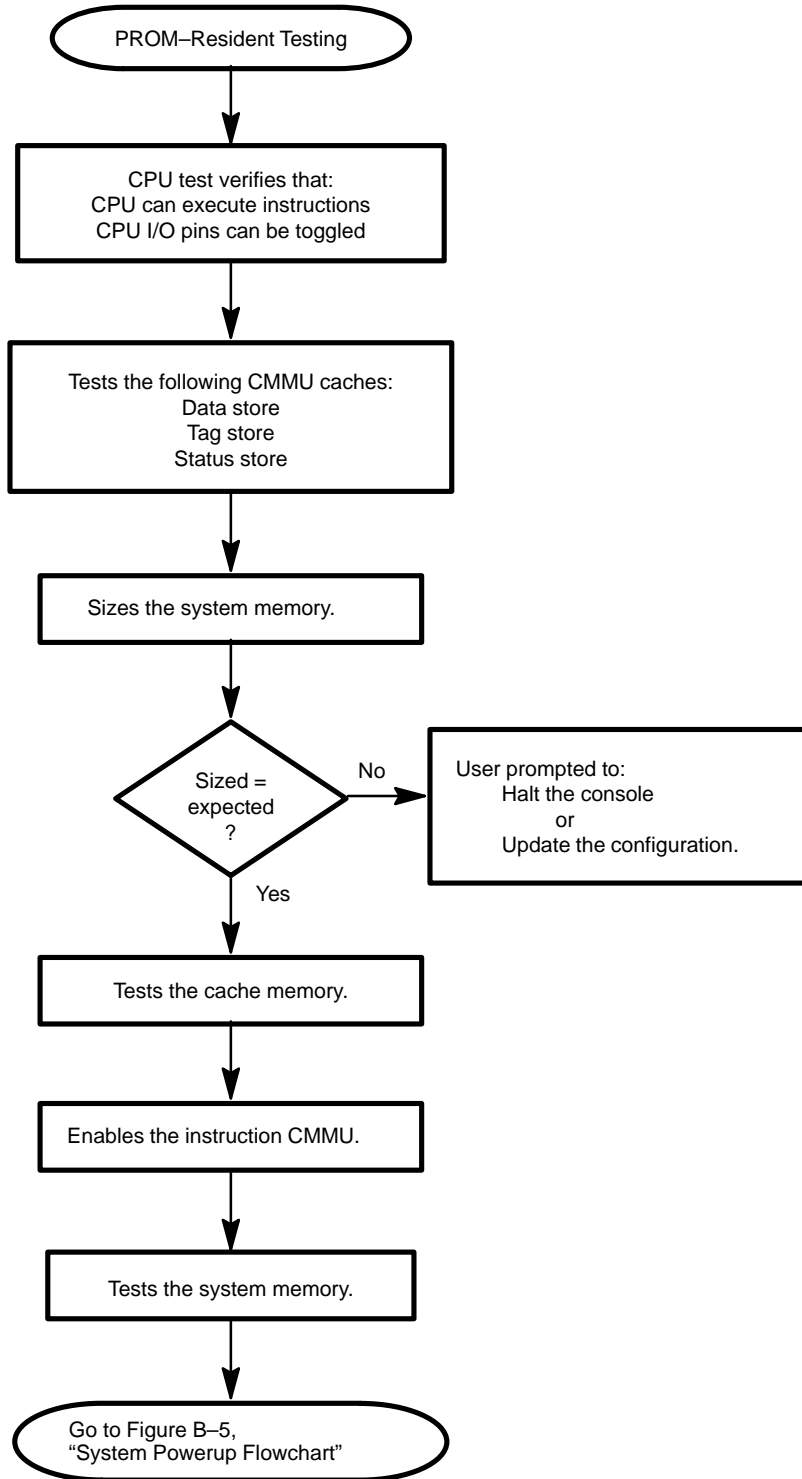 PROM–Resident Testing
CPU test verifies that:
CPU can execute instructions
CPU I/O pins can be toggled
Tests the following CMMU caches:
Data store
Tag store
Status store
Sizes the system memory.
Sized =
expected
?
No
User prompted to:
Halt the console
or
Update the configuration.
Yes
Tests the cache memory.
Enables the instruction CMMU.
Tests the system memory.
Go to Figure B–5,
“System Powerup Flowchart”